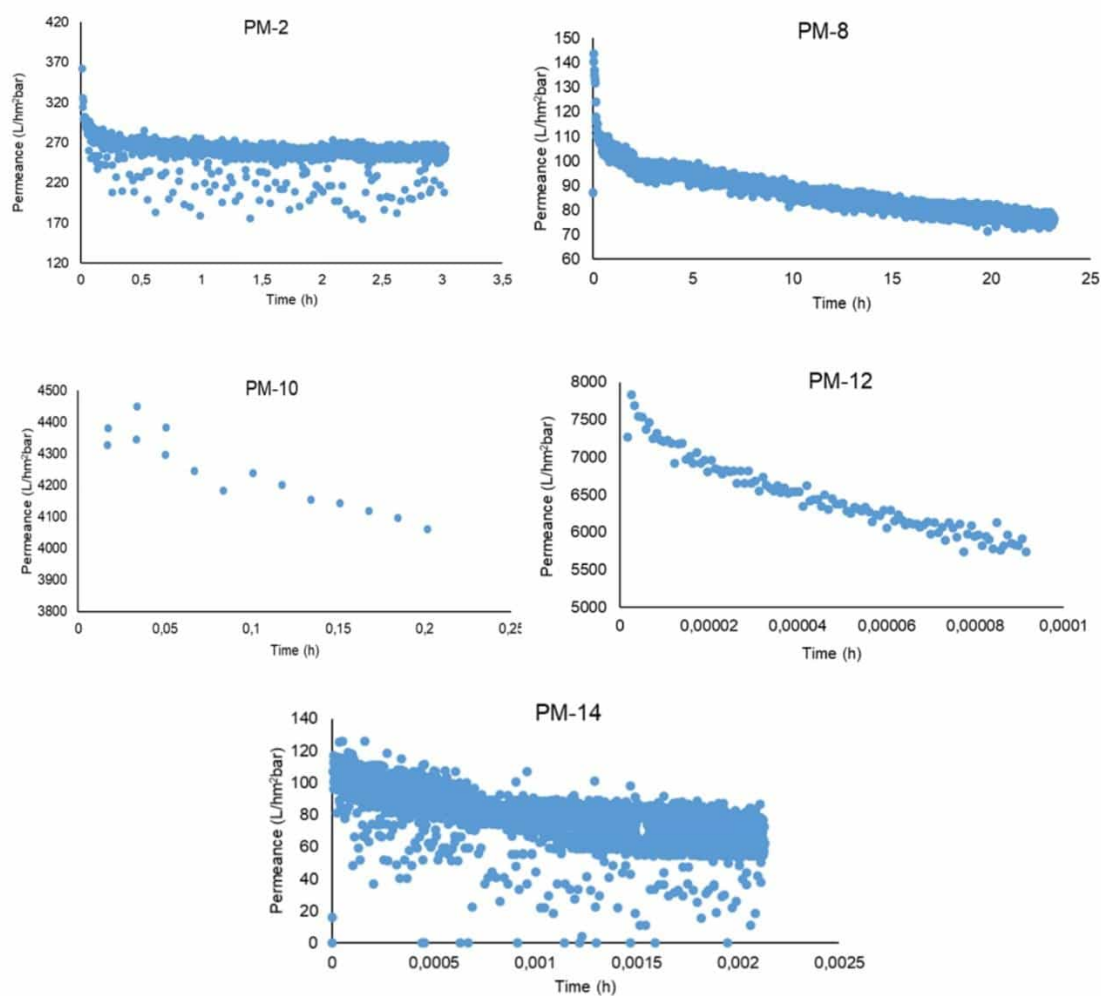 PM-2
Permeance (L/hm²bar)
420
370
320
270
220
170
120
0 0,5 1 1,5 2 2,5 3 3,5
Time (h)
PM-8
Permeance (L/hm²bar)
150
140
130
120
110
100
90
80
70
60
0 5 10 15 20 25
Time (h)
PM-10
Permeance (L/hm²bar)
4500
4400
4300
4200
4100
4000
3900
3800
0 0,05 0,1 0,15 0,2 0,25
Time (h)
PM-12
Permeance (L/hm²bar)
8000
7500
7000
6500
6000
5500
5000
0 0,00002 0,00004 0,00006 0,00008 0,0001
Time (h)
PM-14
Permeance (L/hm²bar)
140
120
100
80
60
40
20
0
0 0,0005 0,001 0,0015 0,002 0,0025
Time (h)